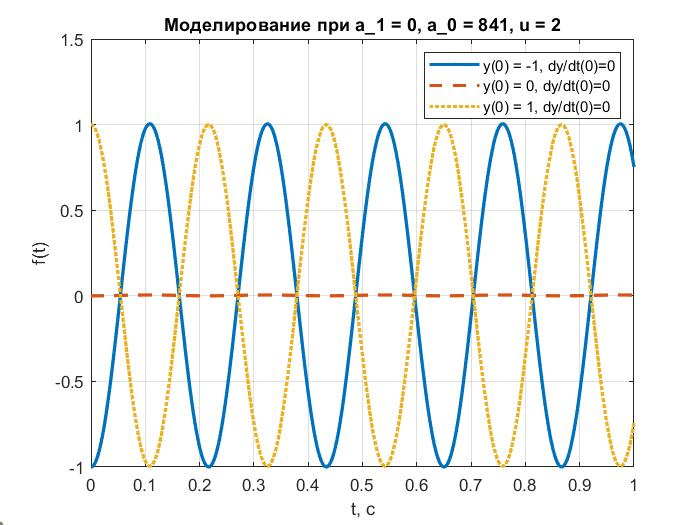 Моделирование при a_1 = 0, a_0 = 841, u = 2
1.5
y(0) = -1, dy/dt(0)=0
y(0) = 0, dy/dt(0)=0
y(0) = 1, dy/dt(0)=0
1
0.5
f(t)
0
-0.5
-1
0 0.1 0.2 0.3 0.4 0.5 0.6 0.7 0.8 0.9 1
t, c